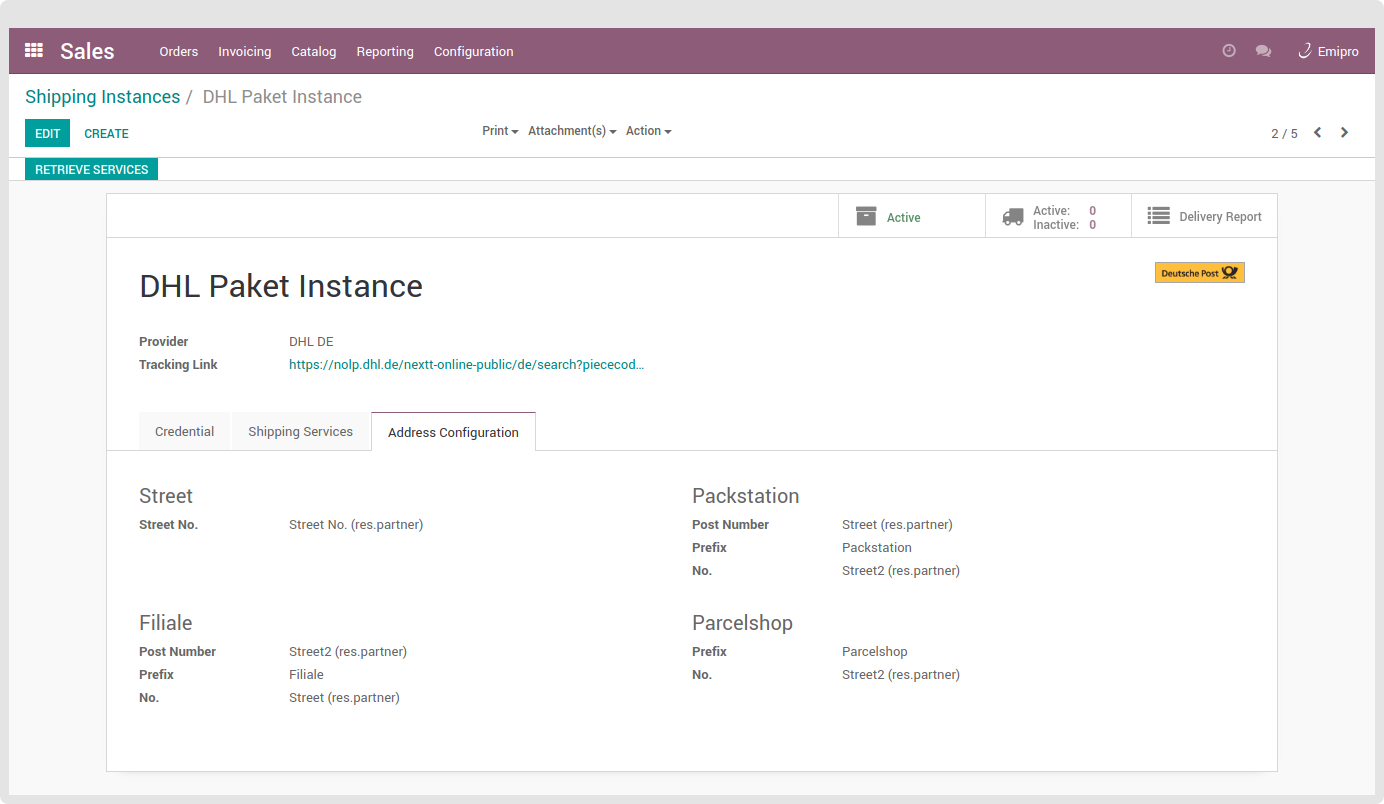 Sales Orders Invoicing Catalog Reporting Configuration Emipro
Shipping Instances / DHL Paket Instance
EDIT CREATE Print Attachment(s) Action 2 / 5
RETRIEVE SERVICES
Active Active: 0 Delivery Report
Inactive: 0
DHL Paket Instance
Deutsche Post
Provider DHL DE
Tracking Link https://nolp.dhl.de/nextt-online-public/de/search?piececod...
Credential Shipping Services Address Configuration
Street Packstation
Street No. Street No. (res.partner) Post Number Street (res.partner)
Prefix Packstation
No. Street2 (res.partner)
Filiale Parcelshop
Post Number Street2 (res.partner) Prefix Parcelshop
Prefix Filiale No. Street2 (res.partner)
No. Street (res.partner)